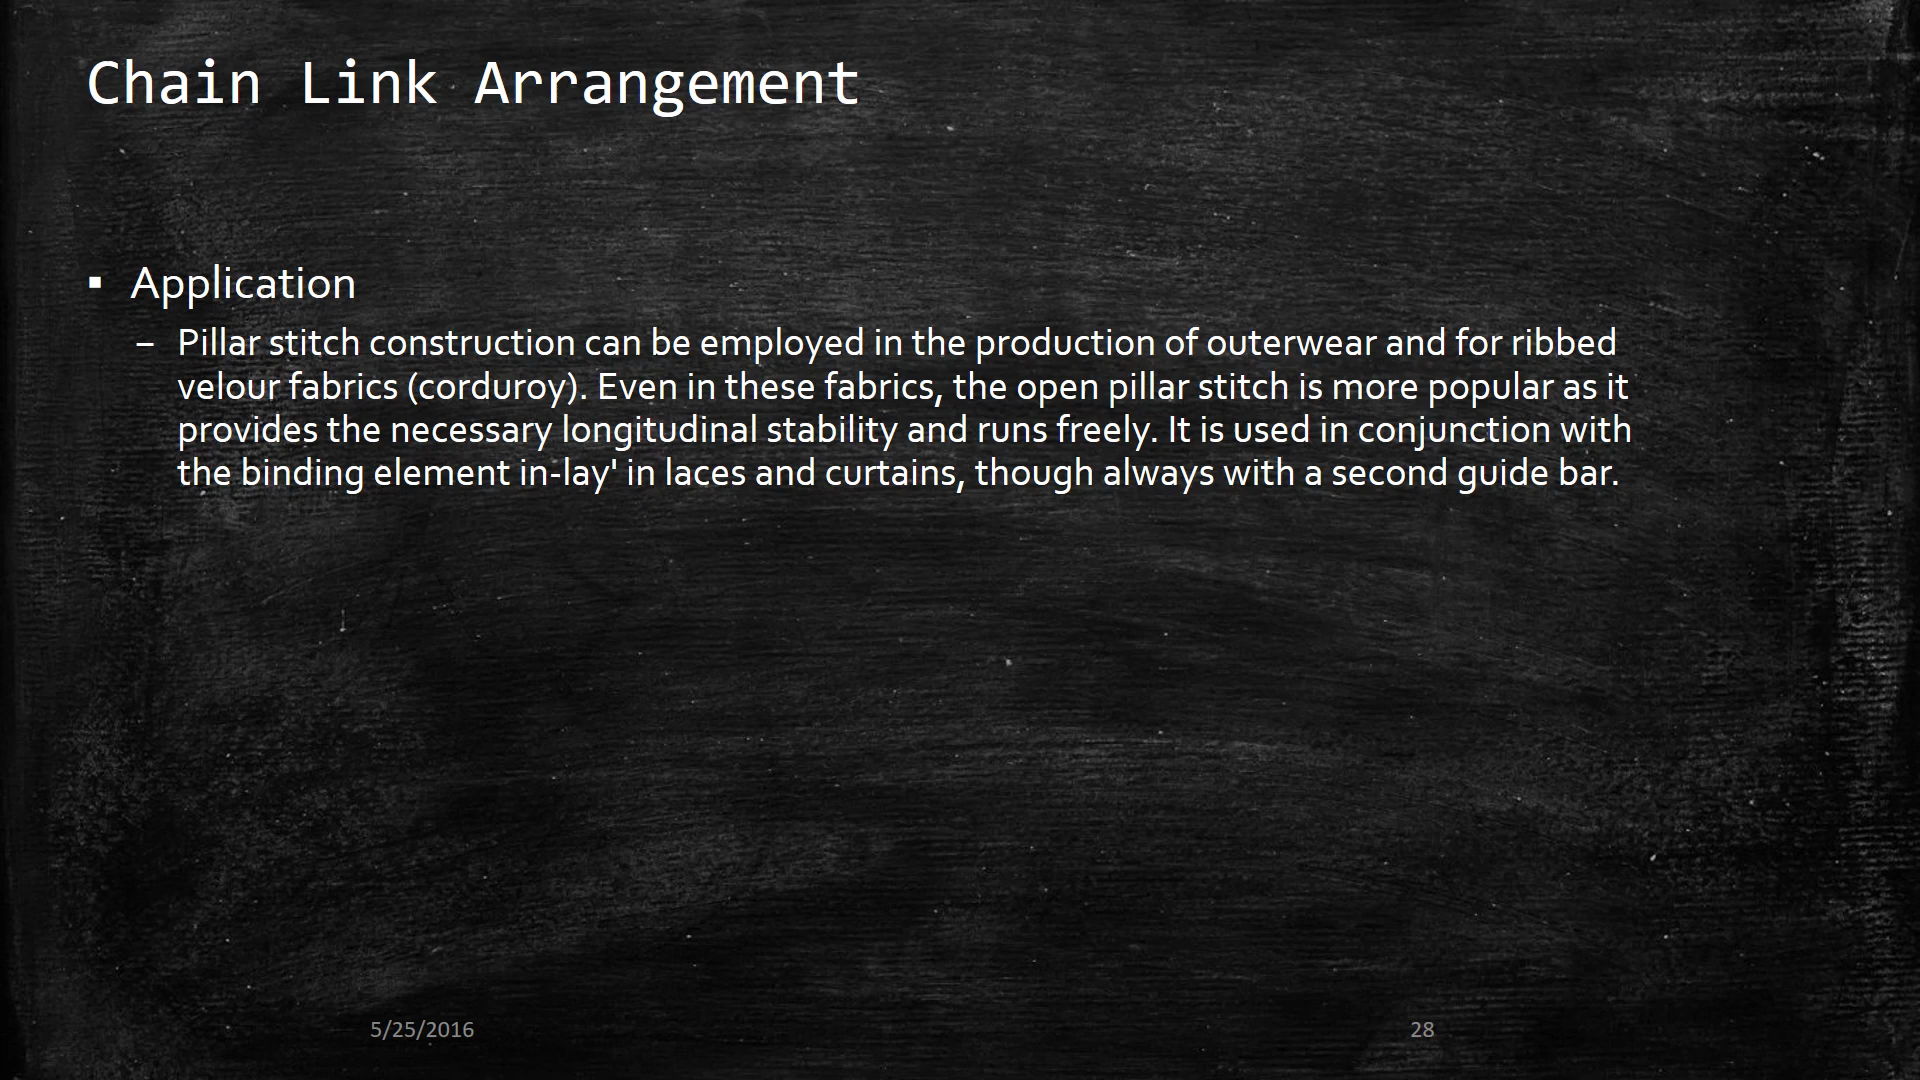 Chain Link Arrangement
▪ Application
– Pillar stitch construction can be employed in the production of outerwear and for ribbed
velour fabrics (corduroy). Even in these fabrics, the open pillar stitch is more popular as it
provides the necessary longitudinal stability and runs freely. It is used in conjunction with
the binding element in-lay' in laces and curtains, though always with a second guide bar.
5/25/2016
28